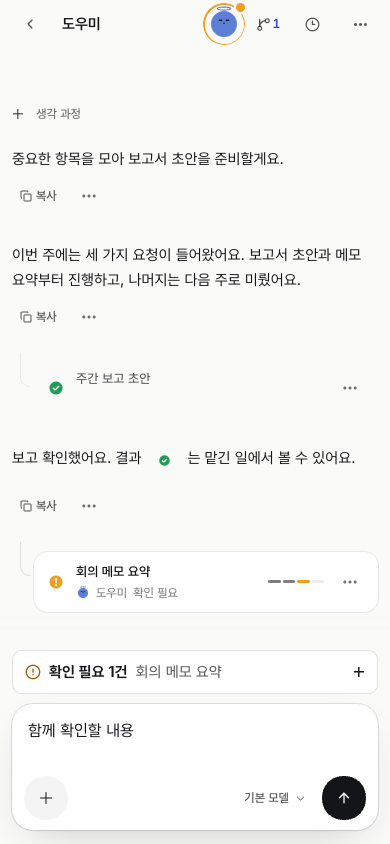 도우미
1
생각 과정
중요한 항목을 모아 보고서 초안을 준비할게요.
복사
이번 주에는 세 가지 요청이 들어왔어요. 보고서 초안과 메모
요약부터 진행하고, 나머지는 다음 주로 미뤘어요.
복사
주간 보고 초안
보고 확인했어요. 결과 는 맡긴 일에서 볼 수 있어요.
복사
회의 메모 요약
도우미 확인 필요
확인 필요 1건 회의 메모 요약
함께 확인할 내용
기본 모델